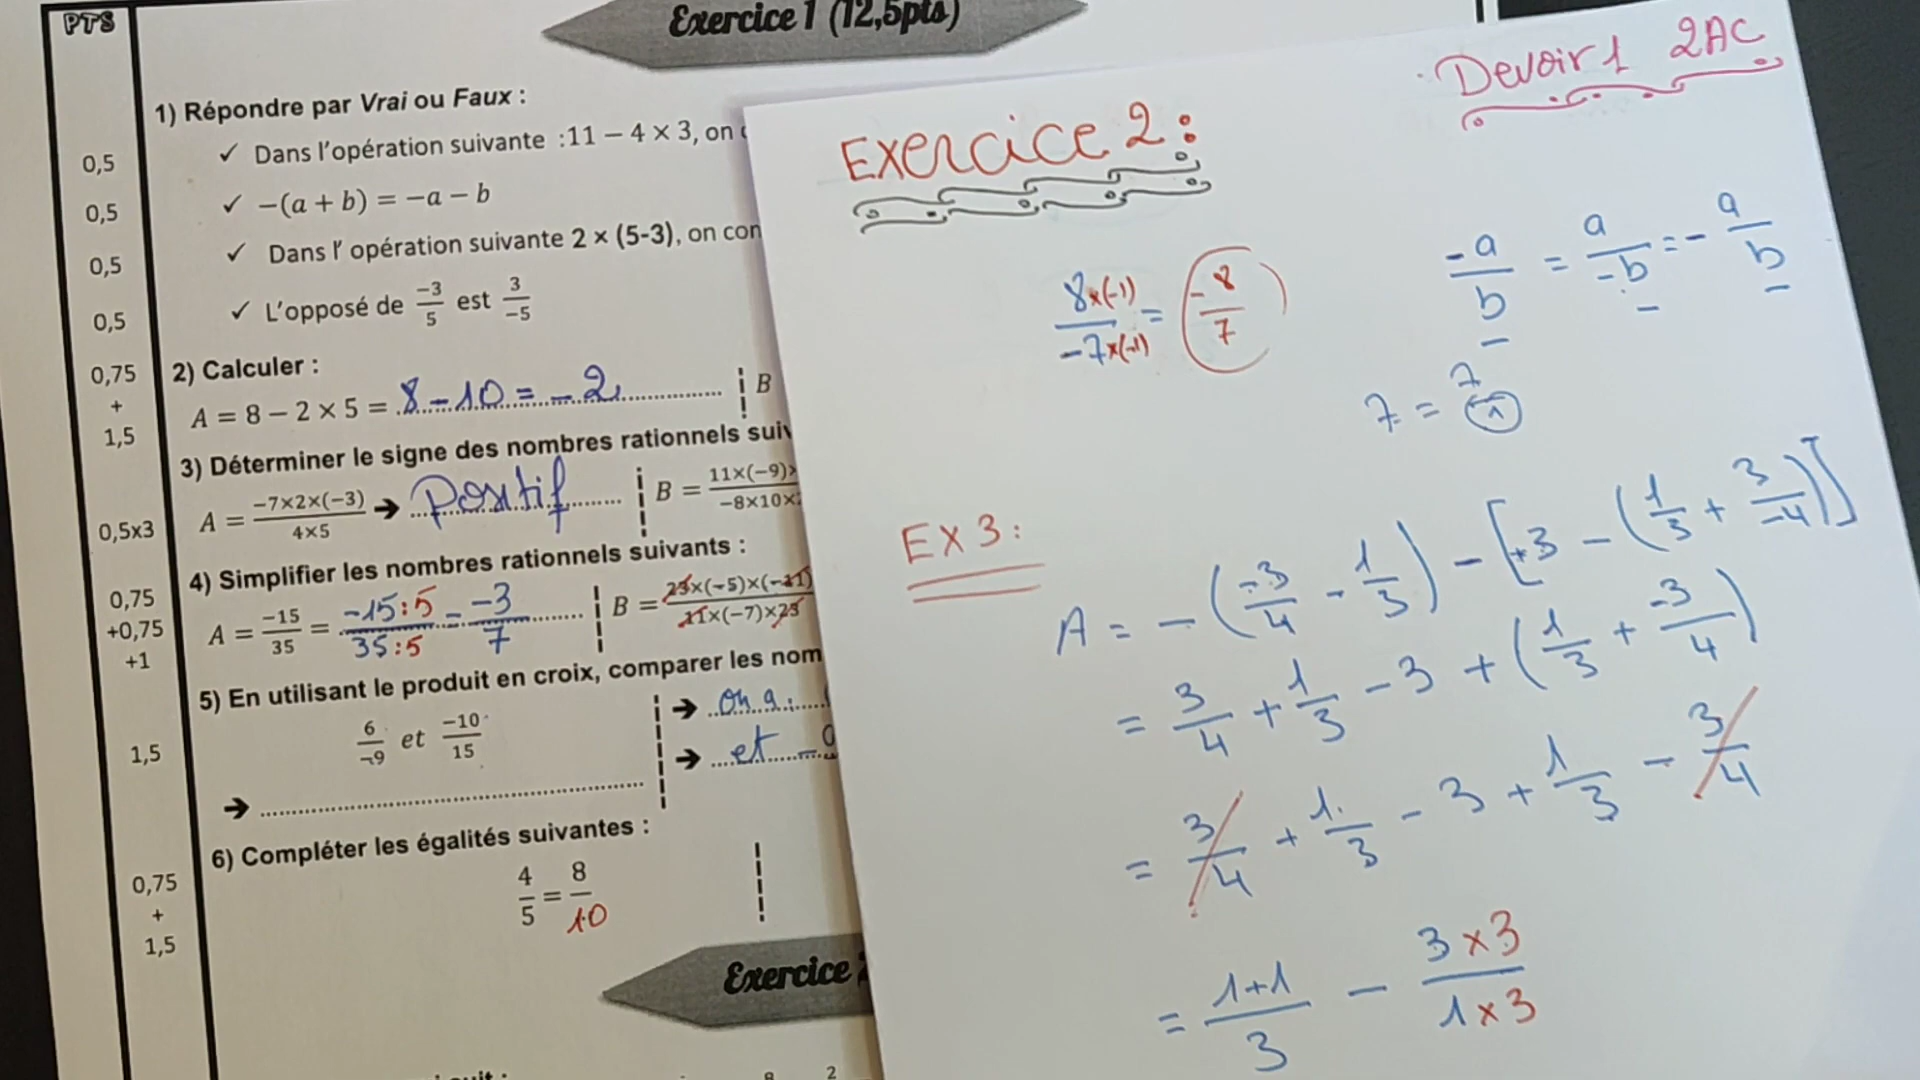 PTS
Exercice 1 (12,5pts)
1) Répondre par Vrai ou Faux :
0,5 ✓ Dans l'opération suivante :11 − 4 × 3, on
0,5 ✓ −(a + b) = −a − b
0,5 ✓ Dans l' opération suivante 2 × (5-3), on con
0,5 ✓ L'opposé de −3/5 est 3/−5
0,75 + 1,5
2) Calculer :
A = 8 − 2 × 5 = 8 − 10 = − 2 B
3) Déterminer le signe des nombres rationnels suiv
0,5x3 A = −7×2×(−3)/4×5 ➔ Positif B = 11×(−9)×/−8×10×
4) Simplifier les nombres rationnels suivants :
0,75 +0,75 +1
A = −15/35 = −15:5/35:5 = −3/7 B = 23×(−5)×(−11)/11×(−7)×23
5) En utilisant le produit en croix, comparer les nom
1,5 6/−9 et −10/15 ➔ on a:
➔ et
➔
6) Compléter les égalités suivantes :
0,75 + 1,5
4/5 = 8/10
Exercice
Devoir 1 2AC
Exercice 2 :
8×(-1)/-7×(-1) = -8/7
-a/b = a/-b = - a/b
7 = 7/1
EX 3 :
A = - (-3/4 - 1/3) - [+3 - (1/3 + 3/-4)]
= 3/4 + 1/3 - 3 + (1/3 + -3/4)
= 3/4 + 1/3 - 3 + 1/3 - 3/4
= 1+1/3 - 3×3/1×3
8 2